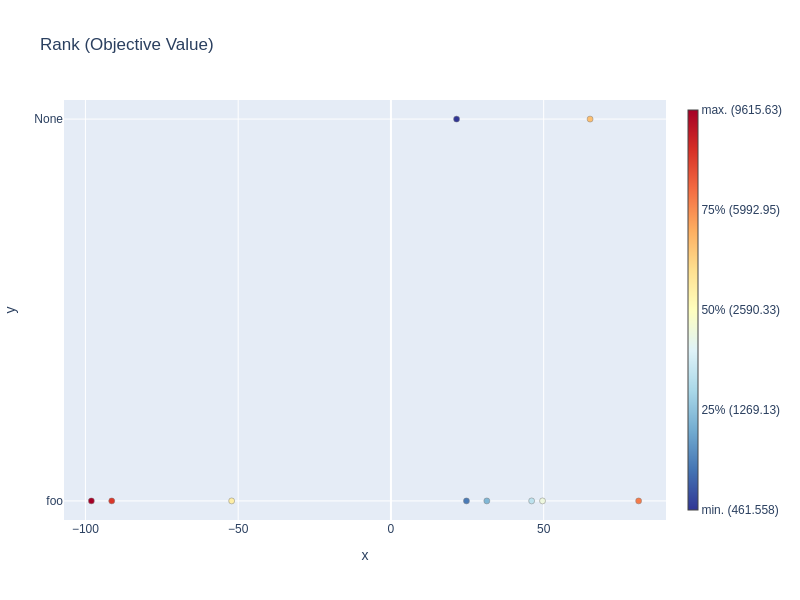 Rank (Objective Value)
None
foo
y
−100
−50
0
50
x
max. (9615.63)
75% (5992.95)
50% (2590.33)
25% (1269.13)
min. (461.558)